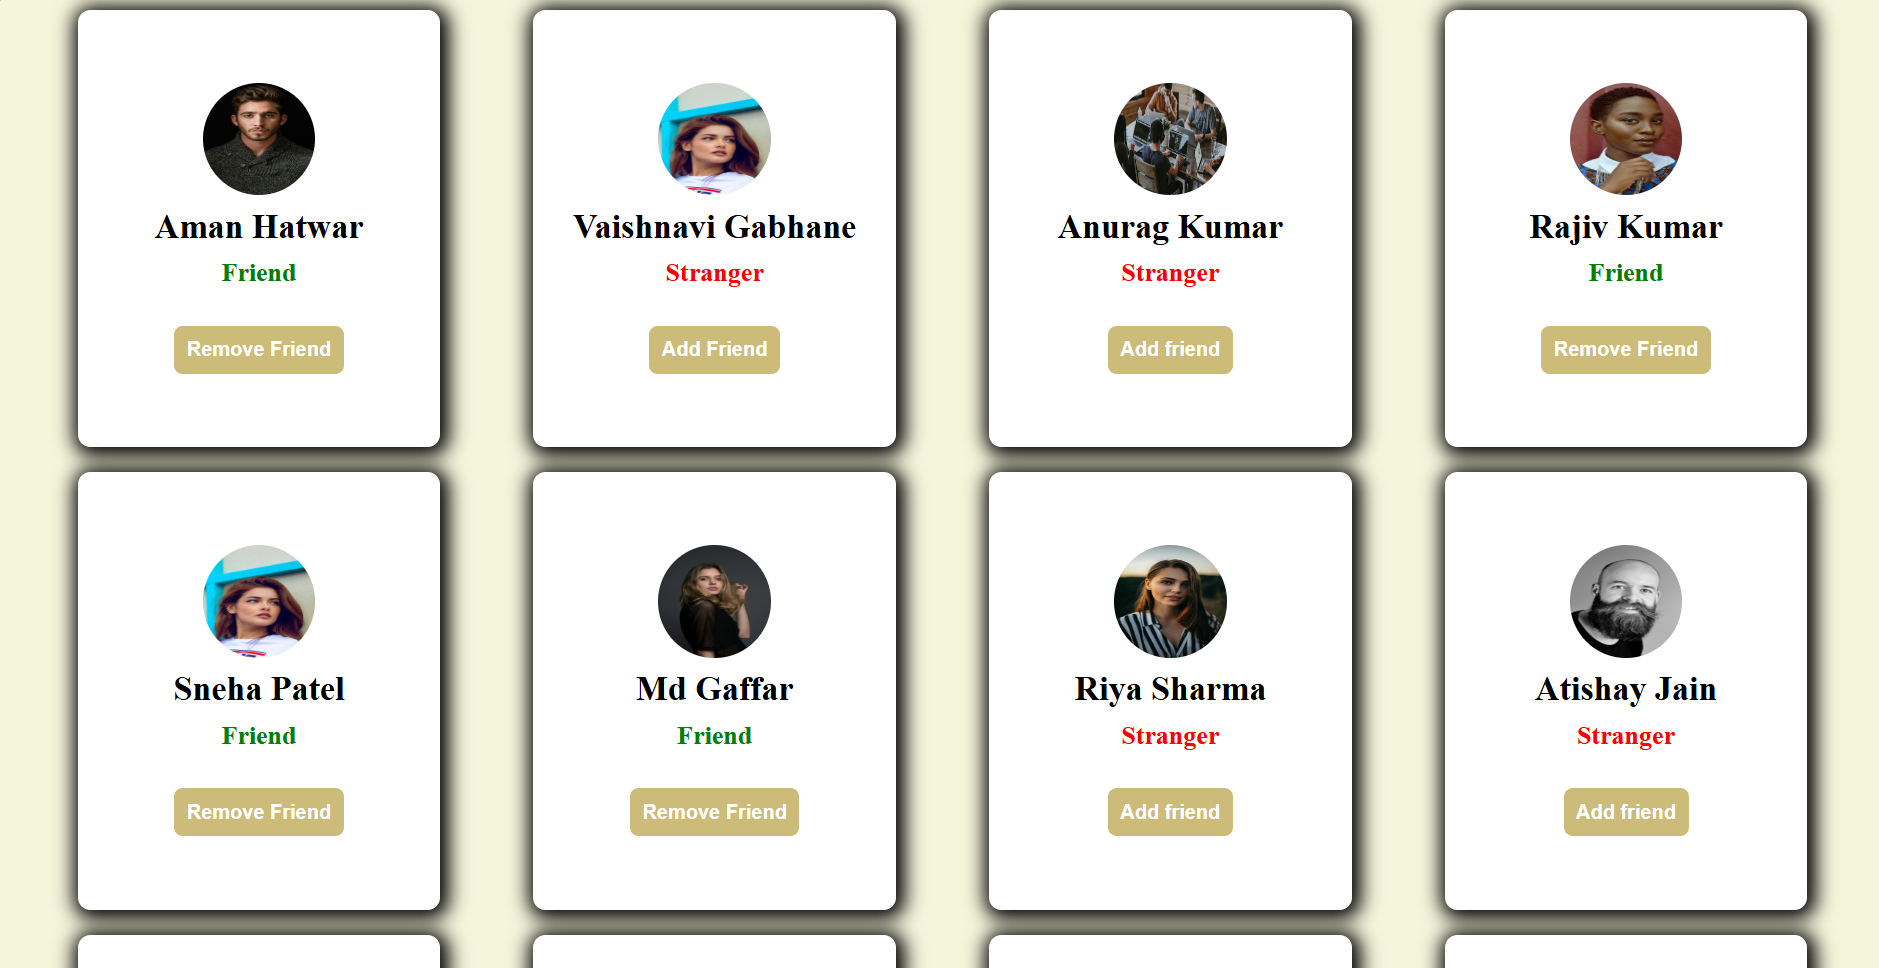 Aman Hatwar
Friend
Remove Friend
Vaishnavi Gabhane
Stranger
Add Friend
Anurag Kumar
Stranger
Add friend
Rajiv Kumar
Friend
Remove Friend
Sneha Patel
Friend
Remove Friend
Md Gaffar
Friend
Remove Friend
Riya Sharma
Stranger
Add friend
Atishay Jain
Stranger
Add friend